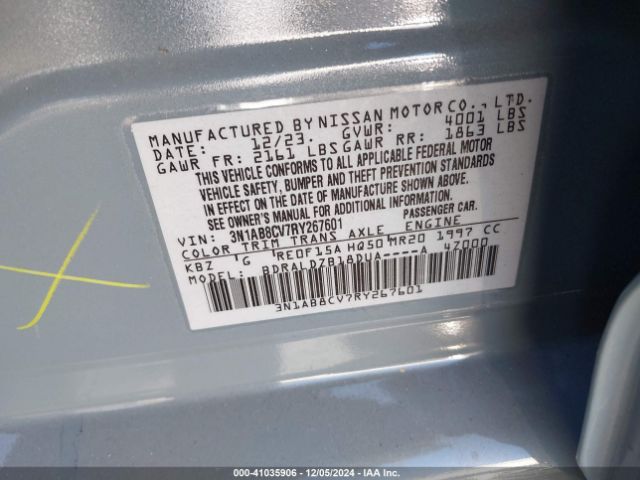 MANUFACTURED BY NISSAN MOTOR CO., LTD.
DATE: 12/23. GVWR: 4001 LBS
GAWR FR: 2161 LBS GAWR RR: 1863 LBS
THIS VEHICLE CONFORMS TO ALL APPLICABLE FEDERAL MOTOR
VEHICLE SAFETY, BUMPER AND THEFT PREVENTION STANDARDS
IN EFFECT ON THE DATE OF MANUFACTURE SHOWN ABOVE.
SEE OWNER'S MANUAL FOR ADDITIONAL INFORMATION.
VIN: 3N1AB8CV7RY267601 PASSENGER CAR.
COLOR TRIM TRANS AXLE ENGINE
KBZ G RE0F15A HQ50 MR20 1997 CC
BDRALDZB18DUA----A 4Z000
3N1AB8CV7RY267601
000-41035906 - 12/05/2024 - IAA Inc.